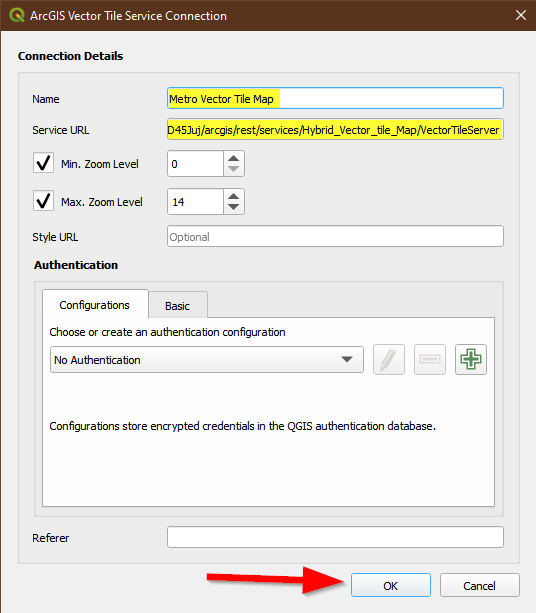 ArcGIS Vector Tile Service Connection
Connection Details
Name
Metro Vector Tile Map
Service URL
D45Juj/arcgis/rest/services/Hybrid_Vector_tile_Map/VectorTileServer
Min. Zoom Level
0
Max. Zoom Level
14
Style URL
Optional
Authentication
Configurations
Basic
Choose or create an authentication configuration
No Authentication
Configurations store encrypted credentials in the QGIS authentication database.
Referer
OK
Cancel